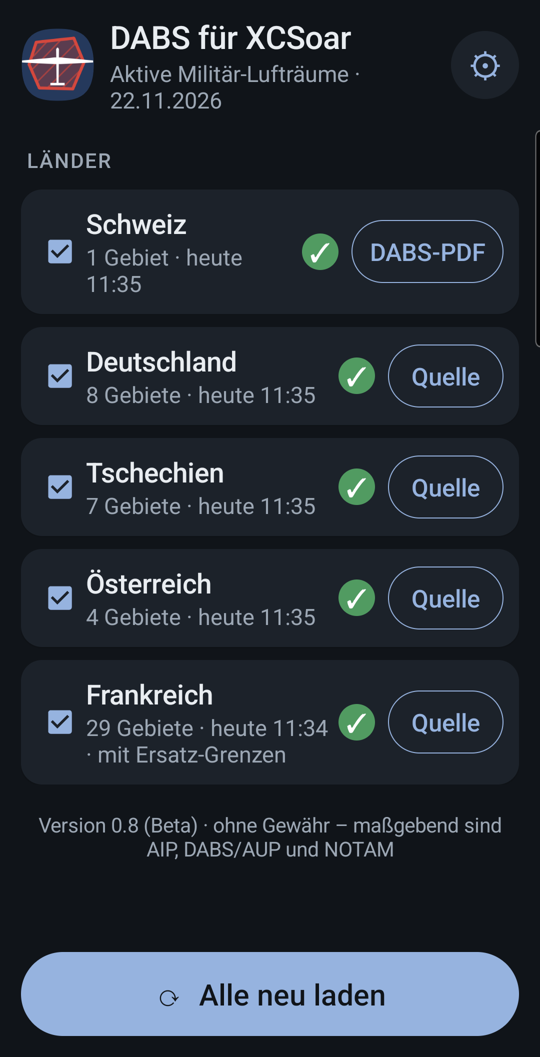 DABS für XCSoar
Aktive Militär-Lufträume ·
22.11.2026
LÄNDER
Schweiz
1 Gebiet · heute
11:35
DABS-PDF
Deutschland
8 Gebiete · heute 11:35
Quelle
Tschechien
7 Gebiete · heute 11:35
Quelle
Österreich
4 Gebiete · heute 11:35
Quelle
Frankreich
29 Gebiete · heute 11:34
· mit Ersatz-Grenzen
Quelle
Version 0.8 (Beta) · ohne Gewähr – maßgebend sind
AIP, DABS/AUP und NOTAM
Alle neu laden